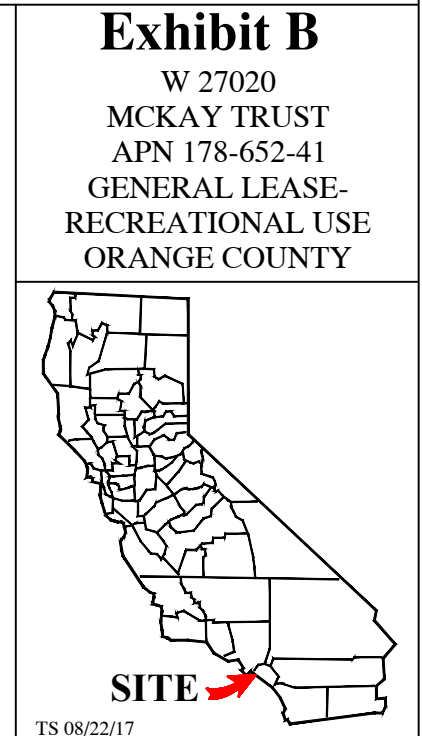 Exhibit B
W 27020
MCKAY TRUST
APN 178-652-41
GENERAL LEASE-
RECREATIONAL USE
ORANGE COUNTY
SITE
TS 08/22/17